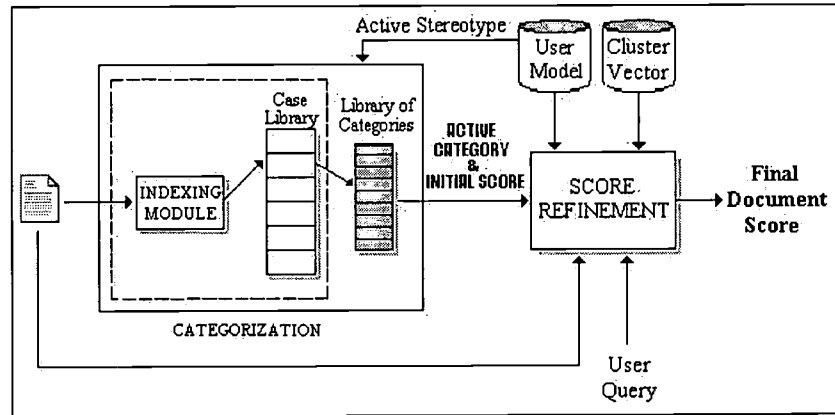 Active Stereotype
User
Model
Cluster
Vector
Case
Library
Library of
Categories
ACTIVE
CATEGORY
&
INITIAL SCORE
INDEXING
MODULE
SCORE
REFINEMENT
Final
Document
Score
CATEGORIZATION
User
Query